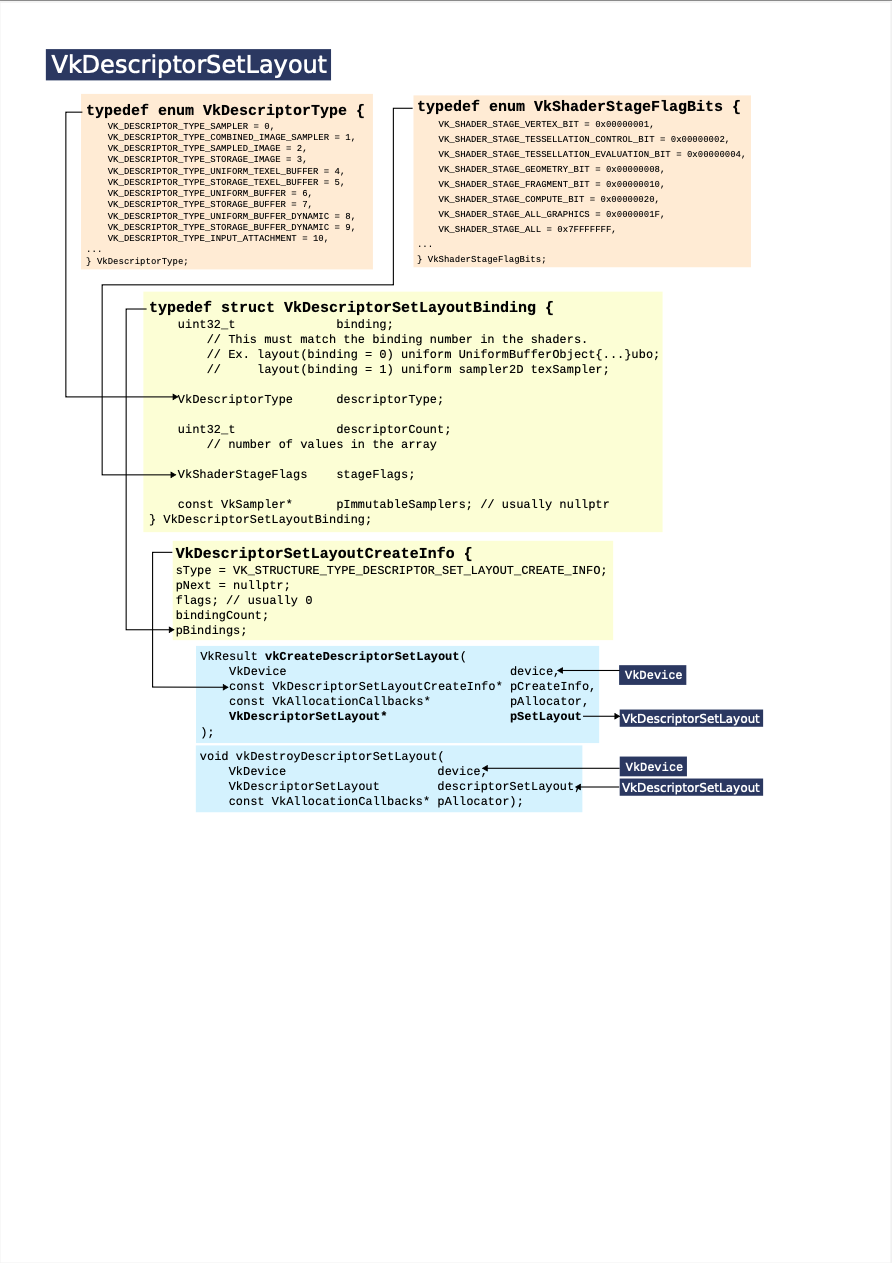 VkDescriptorSetLayout
typedef enum VkDescriptorType {
VK_DESCRIPTOR_TYPE_SAMPLER = 0,
VK_DESCRIPTOR_TYPE_COMBINED_IMAGE_SAMPLER = 1,
VK_DESCRIPTOR_TYPE_SAMPLED_IMAGE = 2,
VK_DESCRIPTOR_TYPE_STORAGE_IMAGE = 3,
VK_DESCRIPTOR_TYPE_UNIFORM_TEXEL_BUFFER = 4,
VK_DESCRIPTOR_TYPE_STORAGE_TEXEL_BUFFER = 5,
VK_DESCRIPTOR_TYPE_UNIFORM_BUFFER = 6,
VK_DESCRIPTOR_TYPE_STORAGE_BUFFER = 7,
VK_DESCRIPTOR_TYPE_UNIFORM_BUFFER_DYNAMIC = 8,
VK_DESCRIPTOR_TYPE_STORAGE_BUFFER_DYNAMIC = 9,
VK_DESCRIPTOR_TYPE_INPUT_ATTACHMENT = 10,
...
} VkDescriptorType;
typedef enum VkShaderStageFlagBits {
VK_SHADER_STAGE_VERTEX_BIT = 0x00000001,
VK_SHADER_STAGE_TESSELLATION_CONTROL_BIT = 0x00000002,
VK_SHADER_STAGE_TESSELLATION_EVALUATION_BIT = 0x00000004,
VK_SHADER_STAGE_GEOMETRY_BIT = 0x00000008,
VK_SHADER_STAGE_FRAGMENT_BIT = 0x00000010,
VK_SHADER_STAGE_COMPUTE_BIT = 0x00000020,
VK_SHADER_STAGE_ALL_GRAPHICS = 0x0000001F,
VK_SHADER_STAGE_ALL = 0x7FFFFFFF,
...
} VkShaderStageFlagBits;
typedef struct VkDescriptorSetLayoutBinding {
uint32_t binding;
// This must match the binding number in the shaders.
// Ex. layout(binding = 0) uniform UniformBufferObject{...}ubo;
// layout(binding = 1) uniform sampler2D texSampler;
VkDescriptorType descriptorType;
uint32_t descriptorCount;
// number of values in the array
VkShaderStageFlags stageFlags;
const VkSampler* pImmutableSamplers; // usually nullptr
} VkDescriptorSetLayoutBinding;
VkDescriptorSetLayoutCreateInfo {
sType = VK_STRUCTURE_TYPE_DESCRIPTOR_SET_LAYOUT_CREATE_INFO;
pNext = nullptr;
flags; // usually 0
bindingCount;
pBindings;
VkResult vkCreateDescriptorSetLayout(
VkDevice device, VkDevice
const VkDescriptorSetLayoutCreateInfo* pCreateInfo,
const VkAllocationCallbacks* pAllocator,
VkDescriptorSetLayout* pSetLayout VkDescriptorSetLayout
);
void vkDestroyDescriptorSetLayout(
VkDevice device, VkDevice
VkDescriptorSetLayout descriptorSetLayout, VkDescriptorSetLayout
const VkAllocationCallbacks* pAllocator);